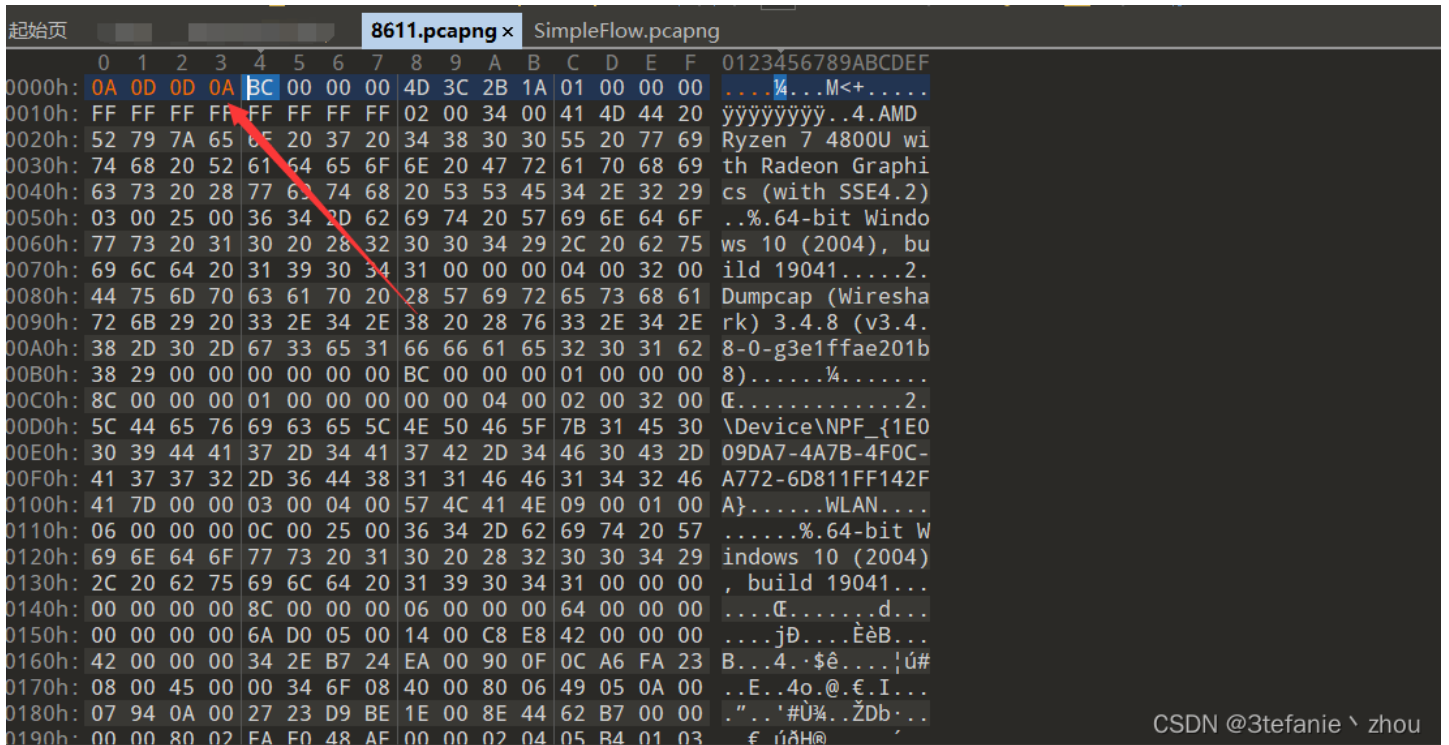 起始页 8611.pcapng × SimpleFlow.pcapng
0 1 2 3 4 5 6 7 8 9 A B C D E F 0123456789ABCDEF
0000h: 0A 0D 0D 0A BC 00 00 00 4D 3C 2B 1A 01 00 00 00 ....¼...M<+.....
0010h: FF FF FF FF FF FF FF FF 02 00 34 00 41 4D 44 20 ÿÿÿÿÿÿÿÿ..4.AMD
0020h: 52 79 7A 65 6E 20 37 20 34 38 30 30 55 20 77 69 Ryzen 7 4800U wi
0030h: 74 68 20 52 61 64 65 6F 6E 20 47 72 61 70 68 69 th Radeon Graphi
0040h: 63 73 20 28 77 69 74 68 20 53 53 45 34 2E 32 29 cs (with SSE4.2)
0050h: 03 00 25 00 36 34 2D 62 69 74 20 57 69 6E 64 6F ..%.64-bit Windo
0060h: 77 73 20 31 30 20 28 32 30 30 34 29 2C 20 62 75 ws 10 (2004), bu
0070h: 69 6C 64 20 31 39 30 34 31 00 00 00 04 00 32 00 ild 19041.....2.
0080h: 44 75 6D 70 63 61 70 20 28 57 69 72 65 73 68 61 Dumpcap (Wiresha
0090h: 72 6B 29 20 33 2E 34 2E 38 20 28 76 33 2E 34 2E rk) 3.4.8 (v3.4.
00A0h: 38 2D 30 2D 67 33 65 31 66 66 61 65 32 30 31 62 8-0-g3e1ffae201b
00B0h: 38 29 00 00 00 00 00 00 BC 00 00 00 01 00 00 00 8)......¼.......
00C0h: 8C 00 00 00 01 00 00 00 00 00 04 00 02 00 32 00 Œ.............2.
00D0h: 5C 44 65 76 69 63 65 5C 4E 50 46 5F 7B 31 45 30 \Device\NPF_{1E0
00E0h: 30 39 44 41 37 2D 34 41 37 42 2D 34 46 30 43 2D 09DA7-4A7B-4F0C-
00F0h: 41 37 37 32 2D 36 44 38 31 31 46 46 31 34 32 46 A772-6D811FF142F
0100h: 41 7D 00 00 03 00 04 00 57 4C 41 4E 09 00 01 00 A}......WLAN....
0110h: 06 00 00 00 0C 00 25 00 36 34 2D 62 69 74 20 57 ......%.64-bit W
0120h: 69 6E 64 6F 77 73 20 31 30 20 28 32 30 30 34 29 indows 10 (2004)
0130h: 2C 20 62 75 69 6C 64 20 31 39 30 34 31 00 00 00 , build 19041...
0140h: 00 00 00 00 8C 00 00 00 06 00 00 00 64 00 00 00 ....Œ.......d...
0150h: 00 00 00 00 6A D0 05 00 14 00 C8 E8 42 00 00 00 ....jÐ....ÈèB...
0160h: 42 00 00 00 34 2E B7 24 EA 00 90 0F 0C A6 FA 23 B...4.·$ê....¦ú#
0170h: 08 00 45 00 00 34 6F 08 40 00 80 06 49 05 0A 00 ..E..4o.@.€.I...
0180h: 07 94 0A 00 27 23 D9 BE 1E 00 8E 44 62 B7 00 00 .”..'#Ù¾..ŽDb·..
0190h: 00 00 80 02 FA F0 48 AE 00 00 02 04 05 B4 01 03
CSDN @3tefanie丶zhou